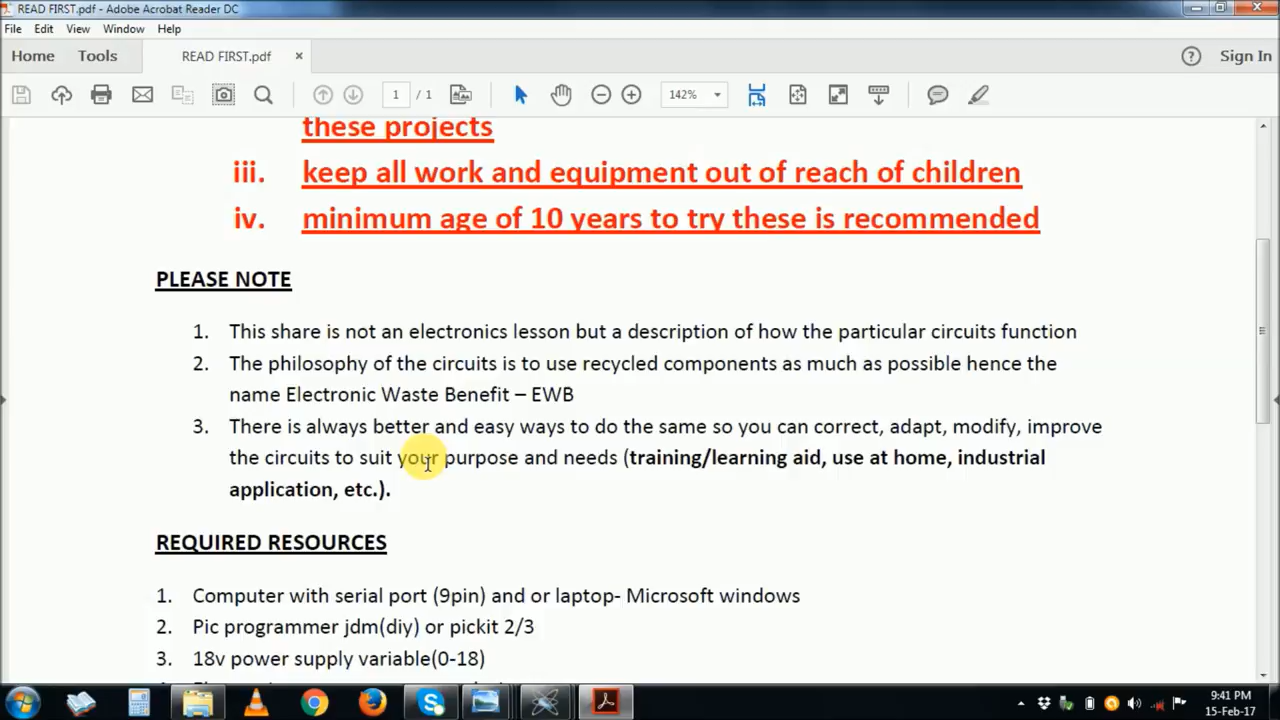 READ FIRST.pdf - Adobe Acrobat Reader DC
File Edit View Window Help
Home Tools READ FIRST.pdf × ? Sign In
1 / 1 142%
these projects
iii. keep all work and equipment out of reach of children
iv. minimum age of 10 years to try these is recommended
PLEASE NOTE
1. This share is not an electronics lesson but a description of how the particular circuits function
2. The philosophy of the circuits is to use recycled components as much as possible hence the
name Electronic Waste Benefit – EWB
3. There is always better and easy ways to do the same so you can correct, adapt, modify, improve
the circuits to suit your purpose and needs (training/learning aid, use at home, industrial
application, etc.).
REQUIRED RESOURCES
1. Computer with serial port (9pin) and or laptop- Microsoft windows
2. Pic programmer jdm(diy) or pickit 2/3
3. 18v power supply variable(0-18)
9:41 PM
15-Feb-17